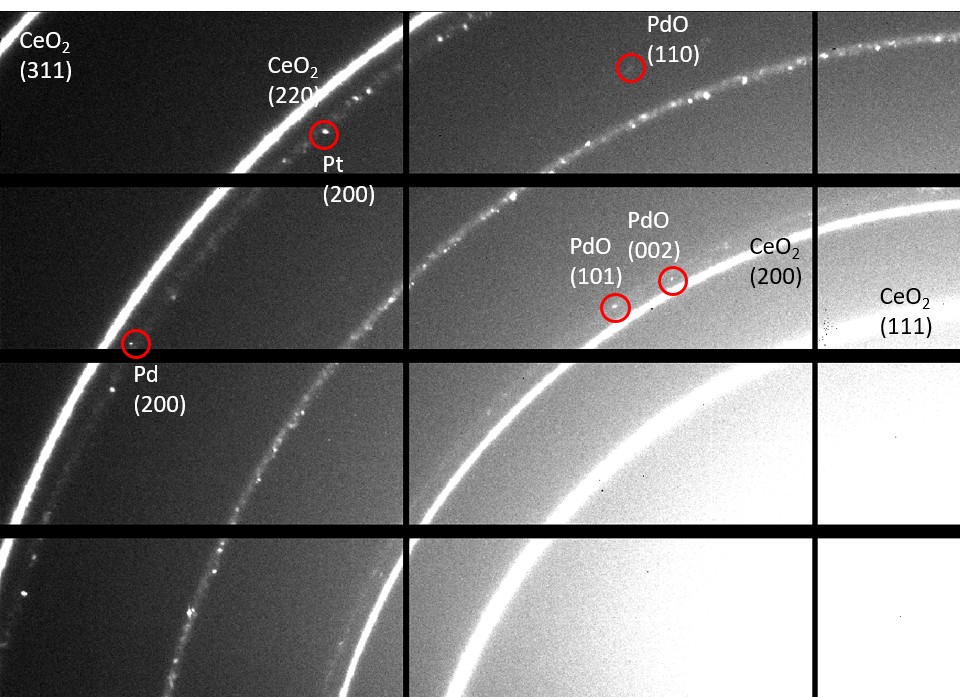 CeO₂
(311)
CeO₂
(220)
Pt
(200)
PdO
(110)
PdO
(101)
PdO
(002)
CeO₂
(200)
CeO₂
(111)
Pd
(200)